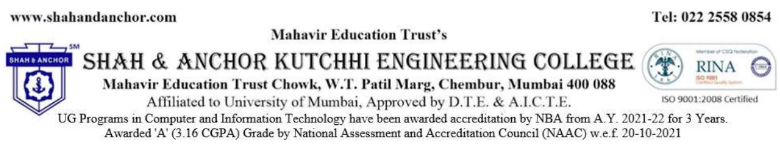 www.shahandanchor.com
Tel: 022 2558 0854
Mahavir Education Trust's
SHAH & ANCHOR
SM
SHAH & ANCHOR KUTCHHI ENGINEERING COLLEGE
Mahavir Education Trust Chowk, W.T. Patil Marg, Chembur, Mumbai 400 088
Affiliated to University of Mumbai, Approved by D.T.E. & A.I.C.T.E.
Member of CISQ Federation
RINA
ISO 9001
ISO 9001:2008 Certified
UG Programs in Computer and Information Technology have been awarded accreditation by NBA from A.Y. 2021-22 for 3 Years.
Awarded 'A' (3.16 CGPA) Grade by National Assessment and Accreditation Council (NAAC) w.e.f. 20-10-2021